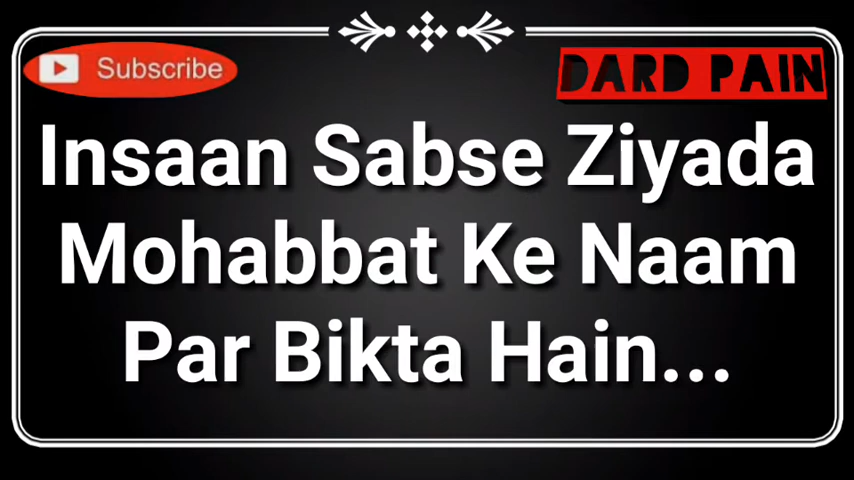 Subscribe
DARD PAIN
Insaan Sabse Ziyada
Mohabbat Ke Naam
Par Bikta Hain...